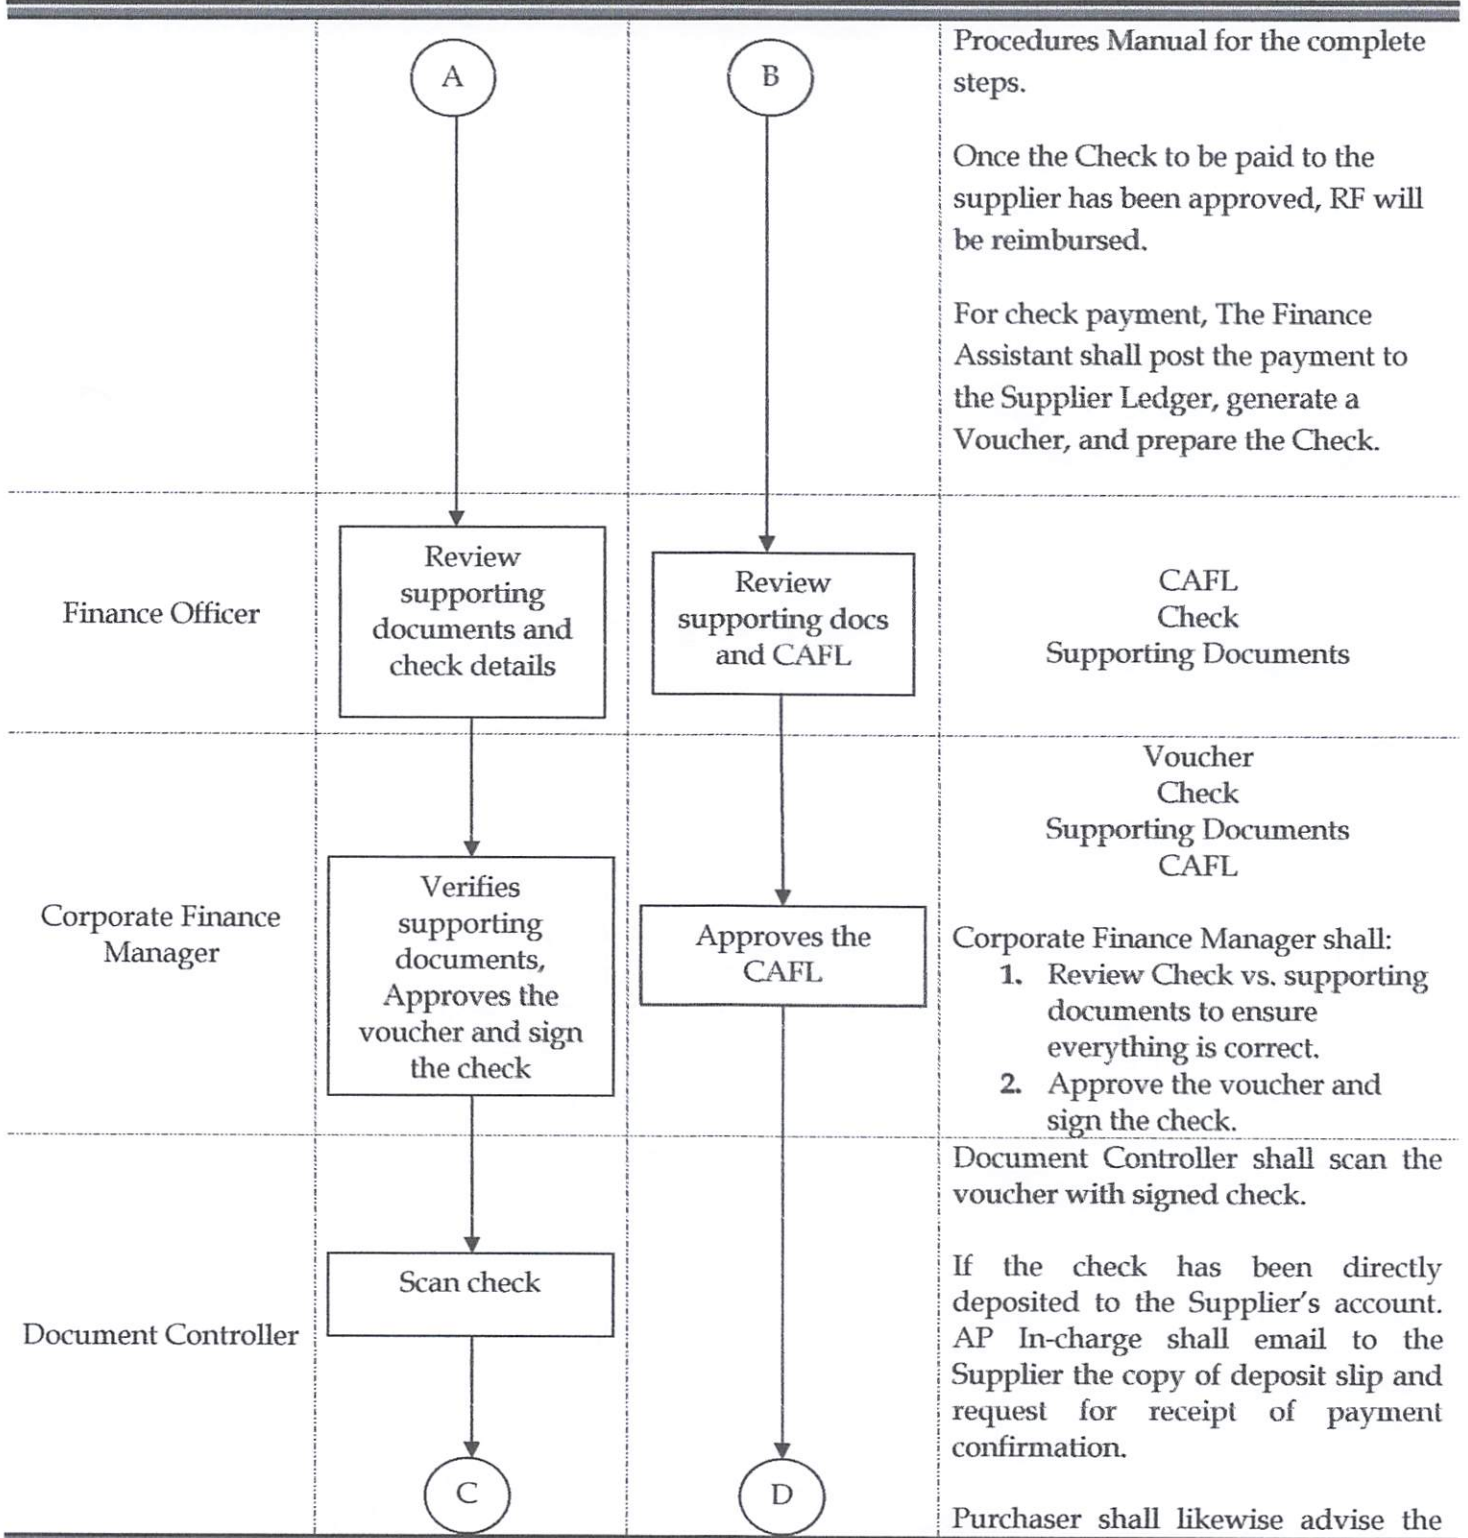 A
B
Procedures Manual for the complete
steps.
Once the Check to be paid to the
supplier has been approved, RF will
be reimbursed.
For check payment, The Finance
Assistant shall post the payment to
the Supplier Ledger, generate a
Voucher, and prepare the Check.
Finance Officer
Review
supporting
documents and
check details
Review
supporting docs
and CAFL
CAFL
Check
Supporting Documents
Corporate Finance
Manager
Verifies
supporting
documents,
Approves the
voucher and sign
the check
Approves the
CAFL
Voucher
Check
Supporting Documents
CAFL
Corporate Finance Manager shall:
1. Review Check vs. supporting
documents to ensure
everything is correct.
2. Approve the voucher and
sign the check.
Document Controller
Scan check
C
D
Document Controller shall scan the
voucher with signed check.
If the check has been directly
deposited to the Supplier's account.
AP In-charge shall email to the
Supplier the copy of deposit slip and
request for receipt of payment
confirmation.
Purchaser shall likewise advise the